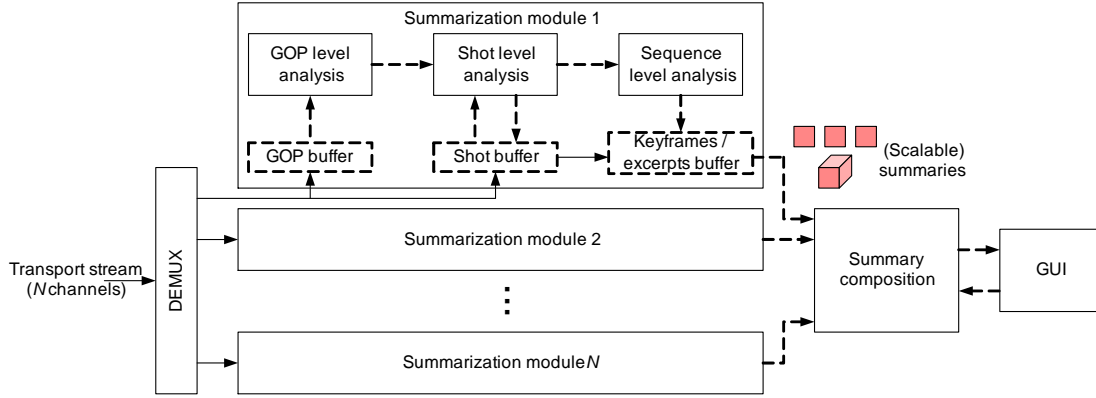 Summarization module 1
GOP level
analysis
Shot level
analysis
Sequence
level analysis
GOP buffer
Shot buffer
Keyframes /
excerpts buffer
(Scalable)
summaries
Transport stream
(N channels)
DEMUX
Summarization module 2
Summary
composition
GUI
Summarization module N